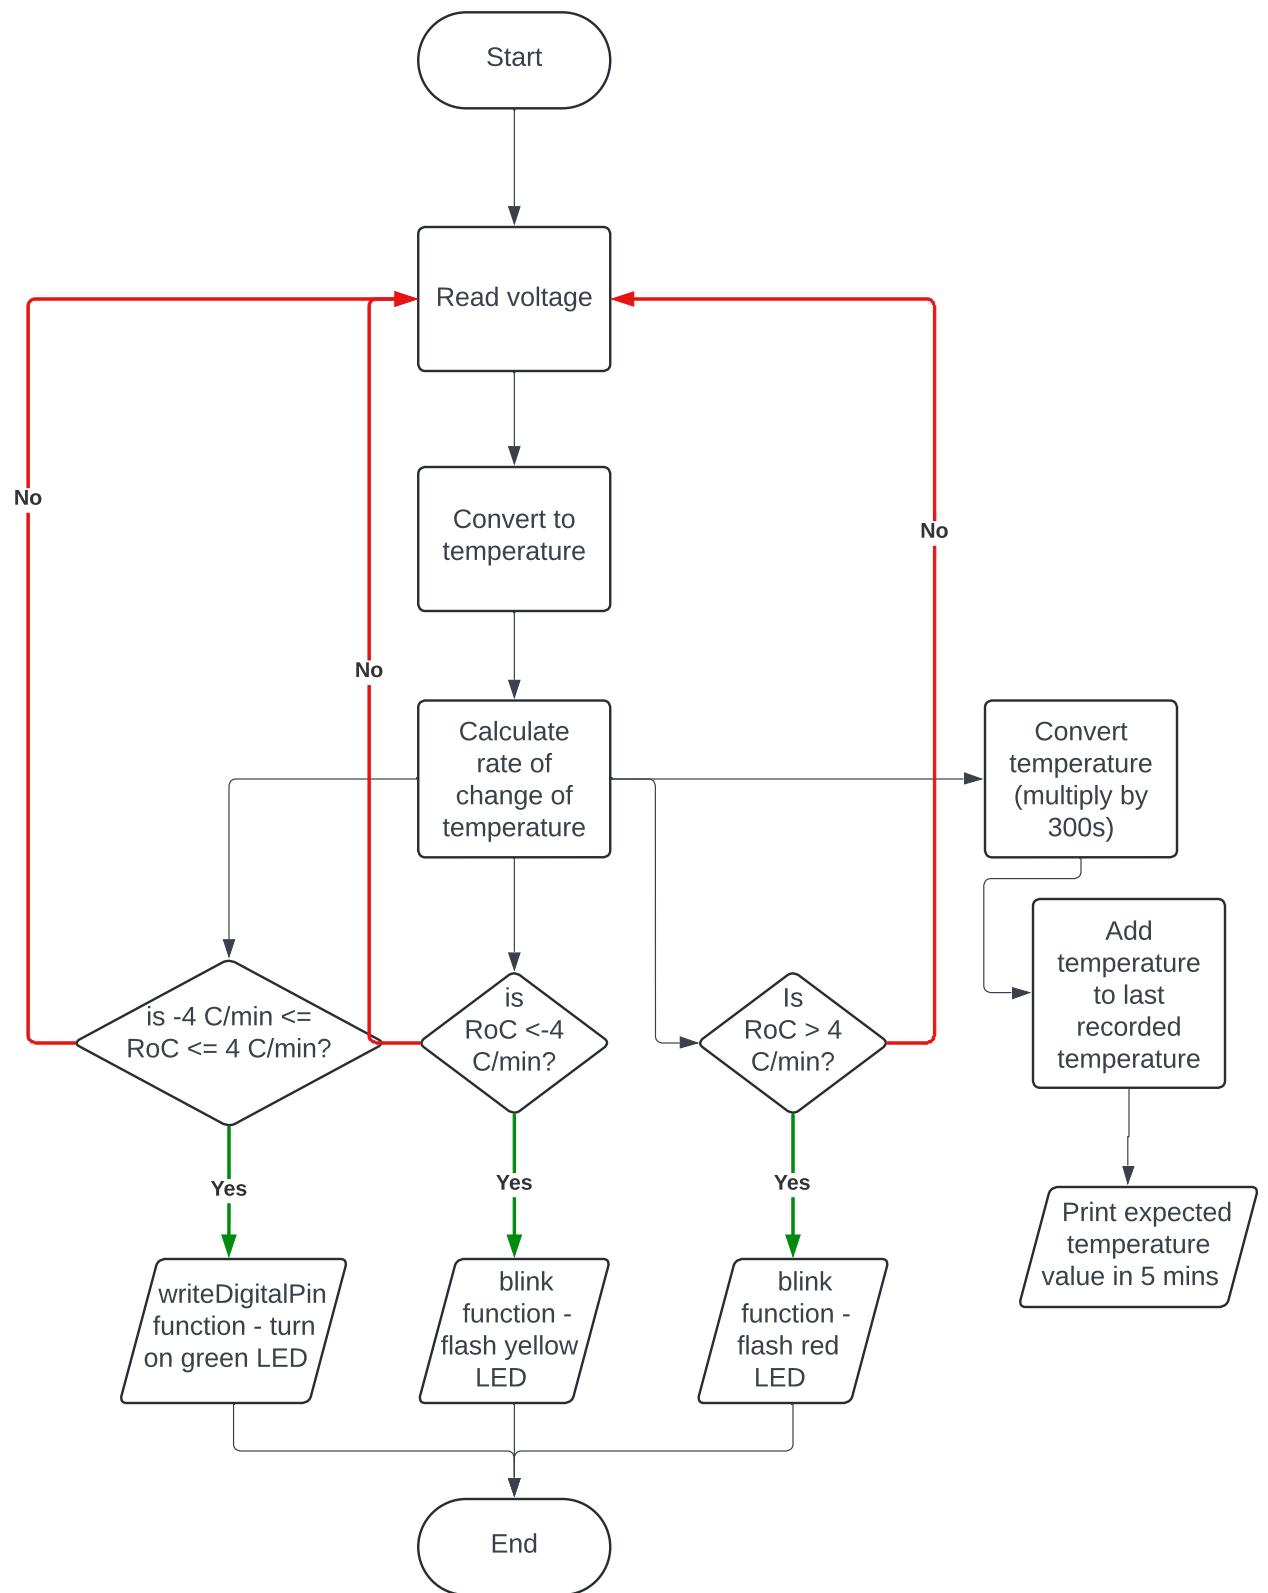 Start
Read voltage
No
Convert to
temperature
No
No
Calculate
rate of
change of
temperature
Convert
temperature
(multiply by
300s)
is -4 C/min <=
RoC <= 4 C/min?
is
RoC <-4
C/min?
Is
RoC > 4
C/min?
Add
temperature
to last
recorded
temperature
Yes
Yes
Yes
Print expected
temperature
value in 5 mins
writeDigitalPin
function - turn
on green LED
blink
function -
flash yellow
LED
blink
function -
flash red
LED
End